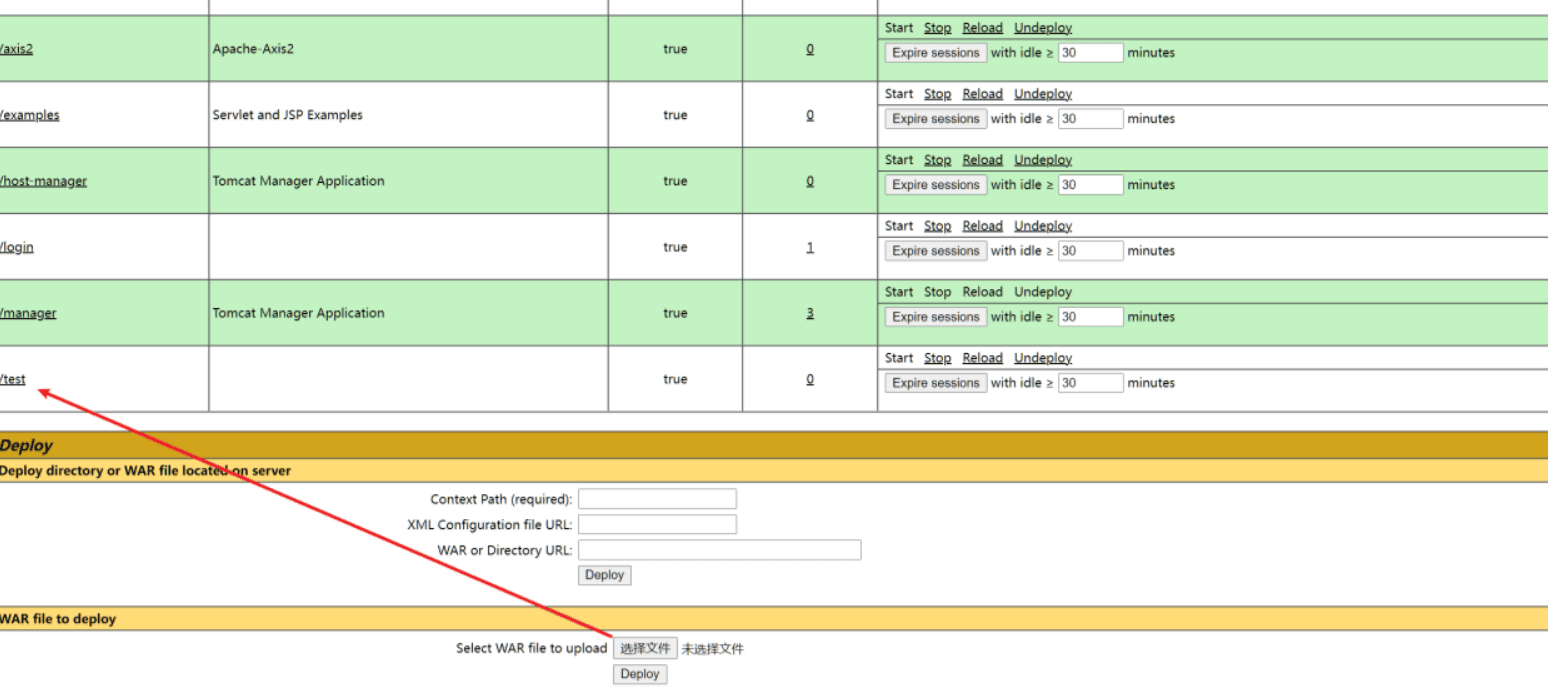 Start Stop Reload Undeploy
/axis2 Apache-Axis2 true 0
Expire sessions with idle ≥ 30 minutes
Start Stop Reload Undeploy
/examples Servlet and JSP Examples true 0
Expire sessions with idle ≥ 30 minutes
Start Stop Reload Undeploy
/host-manager Tomcat Manager Application true 0
Expire sessions with idle ≥ 30 minutes
Start Stop Reload Undeploy
/login true 1
Expire sessions with idle ≥ 30 minutes
Start Stop Reload Undeploy
/manager Tomcat Manager Application true 3
Expire sessions with idle ≥ 30 minutes
Start Stop Reload Undeploy
/test true 0
Expire sessions with idle ≥ 30 minutes
Deploy
Deploy directory or WAR file located on server
Context Path (required):
XML Configuration file URL:
WAR or Directory URL:
Deploy
WAR file to deploy
Select WAR file to upload 选择文件 未选择文件
Deploy